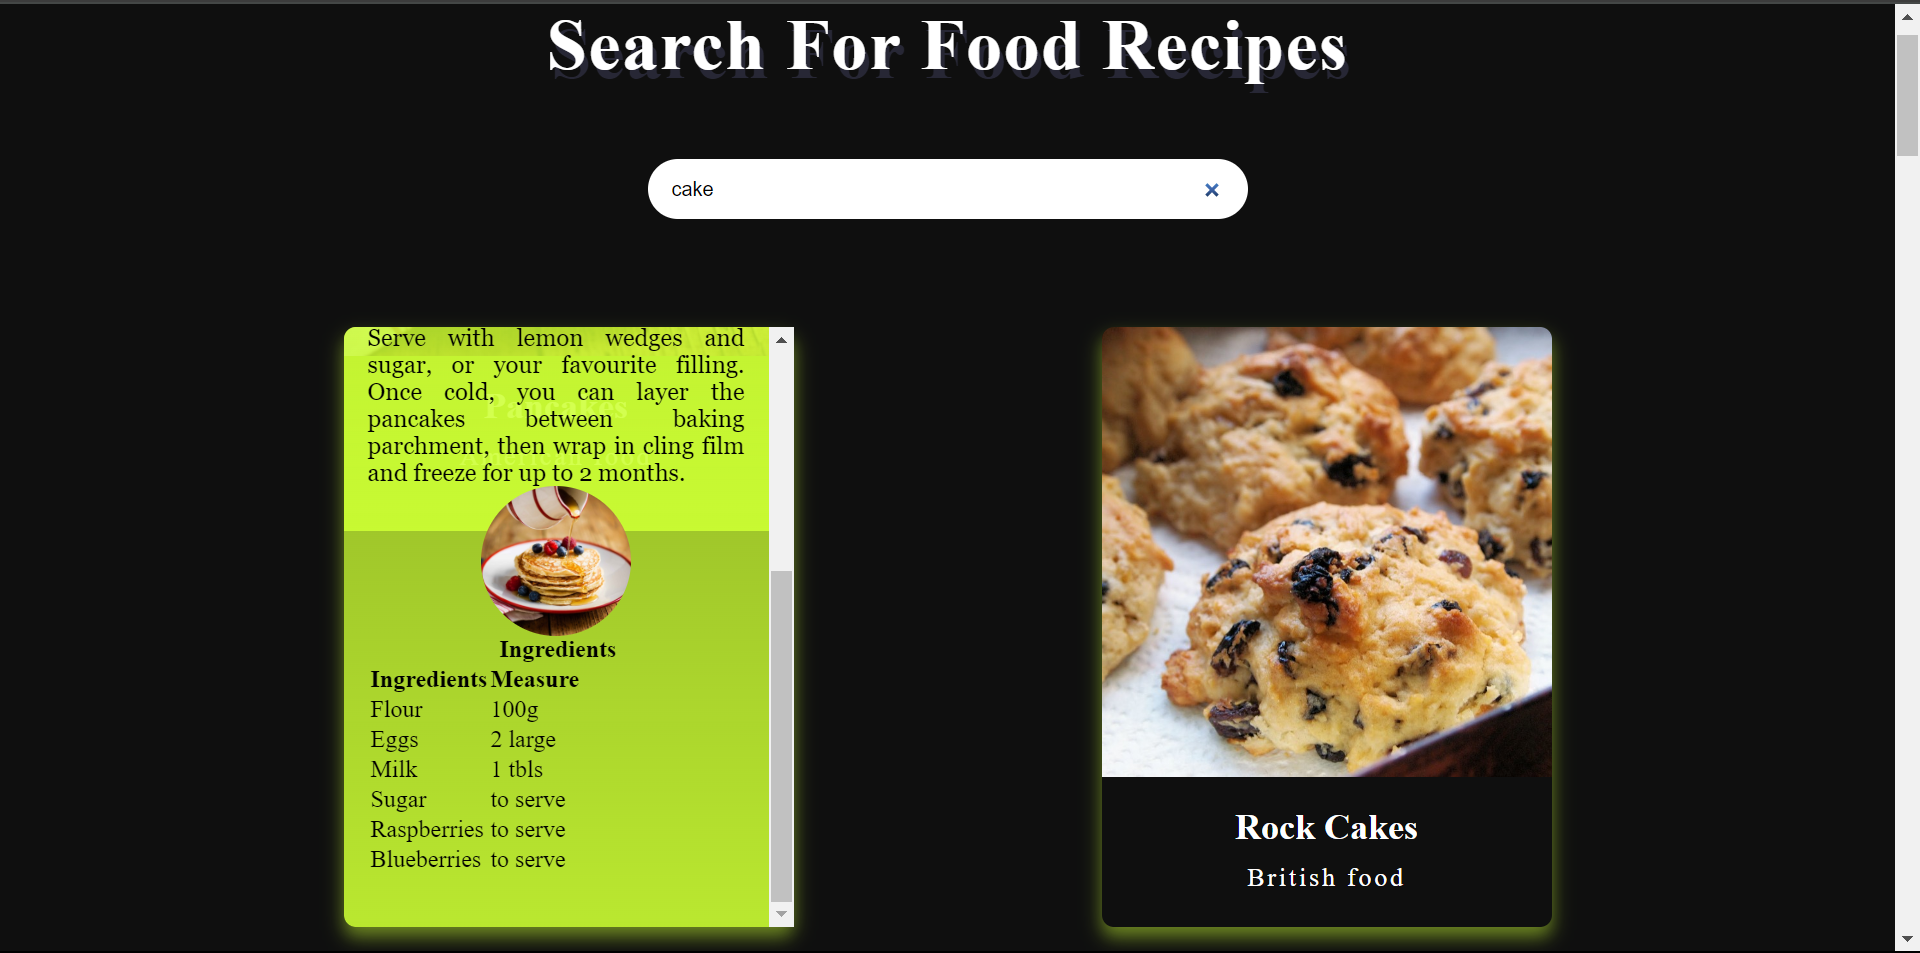 Search For Food Recipes
cake
Serve with lemon wedges and
sugar, or your favourite filling.
Once cold, you can layer the
Pancakes
pancakes between baking
parchment, then wrap in cling film
and freeze for up to 2 months.
Ingredients
Ingredients Measure
Flour 100g
Eggs 2 large
Milk 1 tbls
Sugar to serve
Raspberries to serve
Blueberries to serve
Rock Cakes
British food